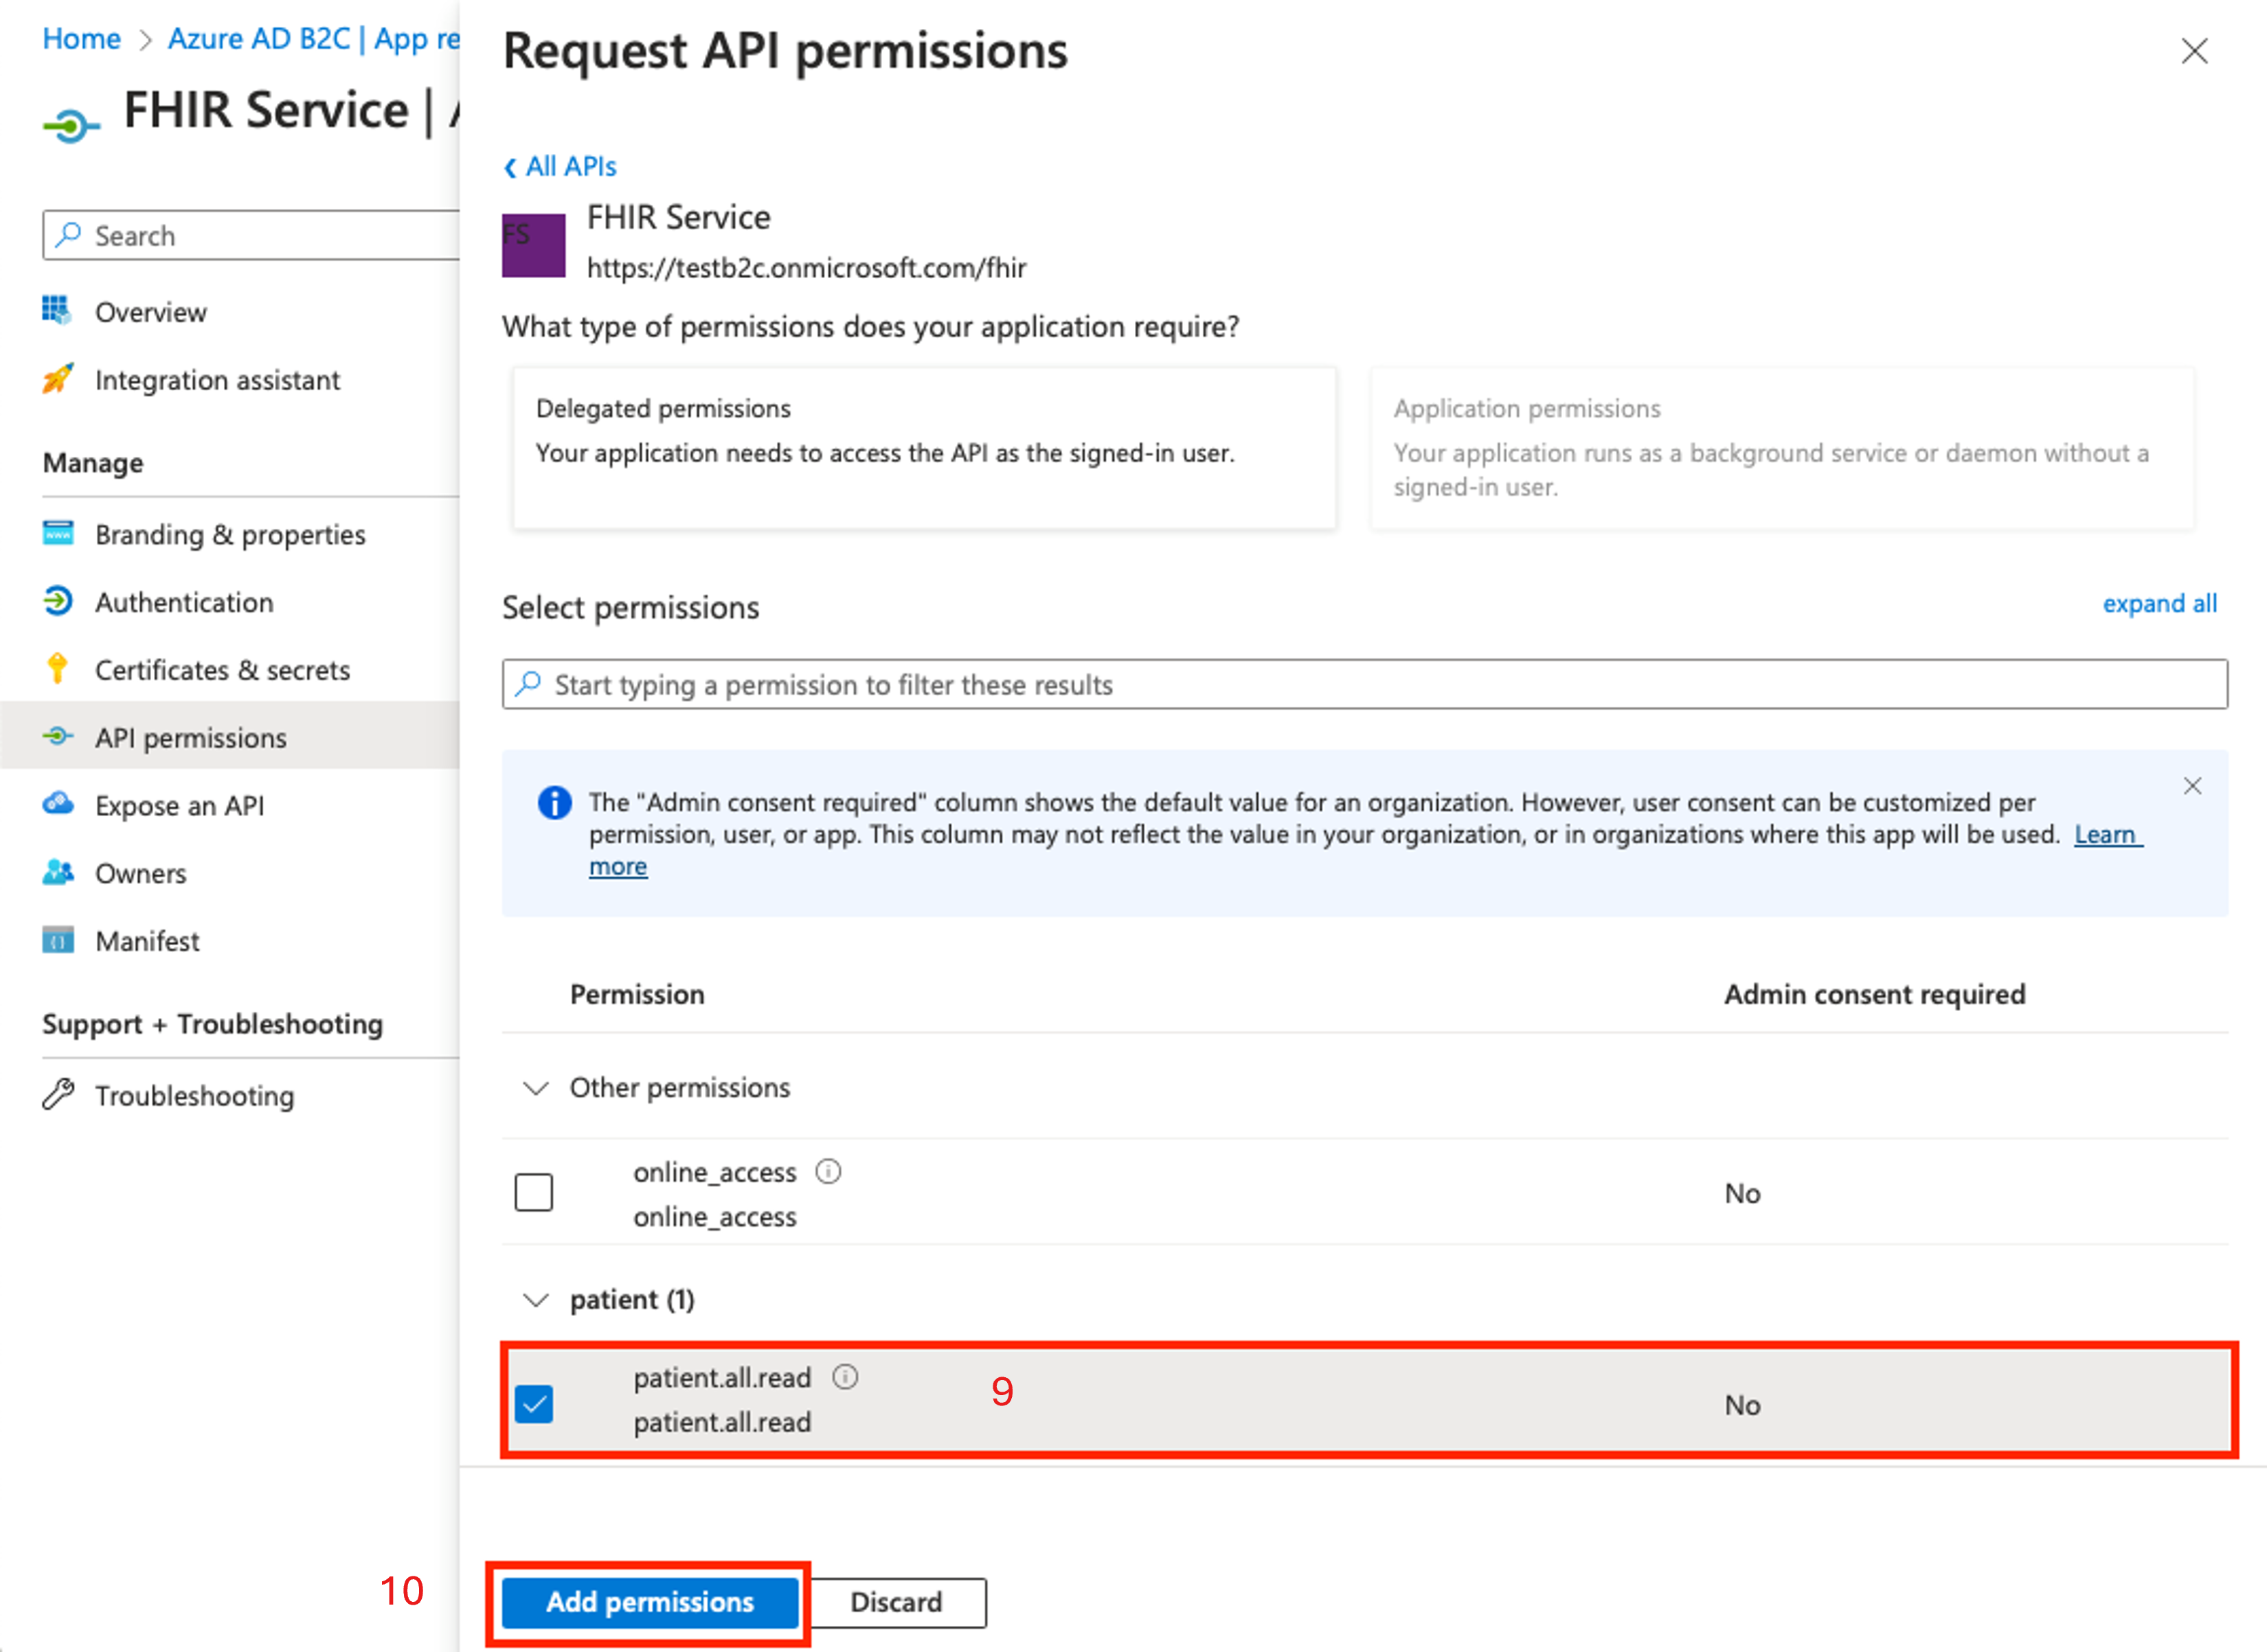 Home > Azure AD B2C | App re
FHIR Service |
Search
Overview
Integration assistant
Manage
Branding & properties
Authentication
Certificates & secrets
API permissions
Expose an API
Owners
Manifest
Support + Troubleshooting
Troubleshooting
Request API permissions
All APIs
FS
FHIR Service
https://testb2c.onmicrosoft.com/fhir
What type of permissions does your application require?
Delegated permissions
Your application needs to access the API as the signed-in user.
Application permissions
Your application runs as a background service or daemon without a
signed-in user.
Select permissions
expand all
Start typing a permission to filter these results
The "Admin consent required" column shows the default value for an organization. However, user consent can be customized per
permission, user, or app. This column may not reflect the value in your organization, or in organizations where this app will be used. Learn
more
Permission Admin consent required
Other permissions
online_access
online_access
No
patient (1)
patient.all.read
patient.all.read
9
No
10
Add permissions
Discard